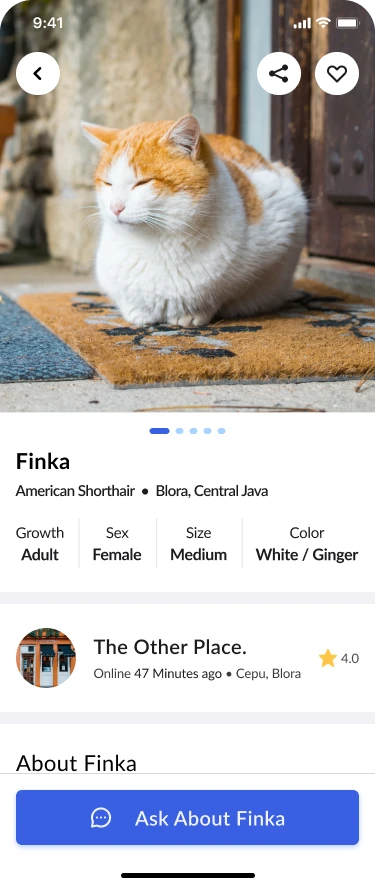 9:41
Finka
American Shorthair • Blora, Central Java
Growth Sex Size Color
Adult Female Medium White / Ginger
The Other Place.
4.0
Online 47 Minutes ago • Cepu, Blora
About Finka
Ask About Finka